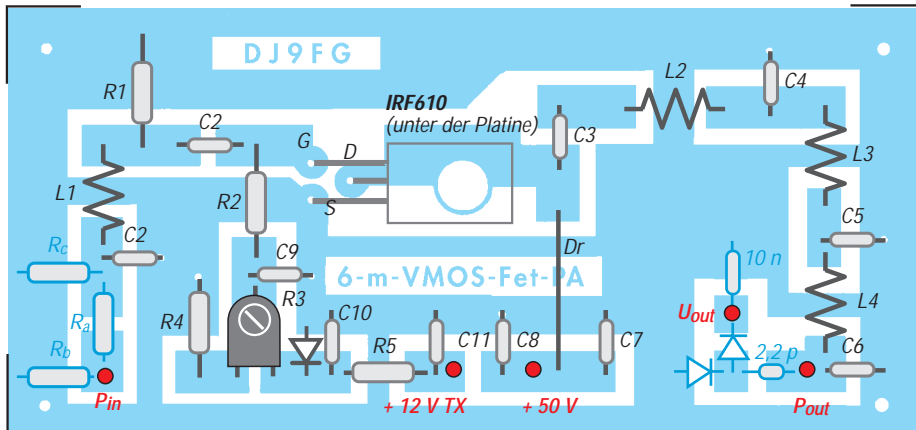 DJ9FG
L2
C4
R1
IRF610
(unter der Platine)
C2
C3
G
D
L3
L1
R2
S
C5
Rc
C2
Dr
C9
6-m-VMOS-Fet-PA
10 n
R3
L4
Ra
R4
C10
Uout
C11
C8
C7
2,2 p
C6
Rb
R5
Pin
+ 12 V TX
+ 50 V
Pout